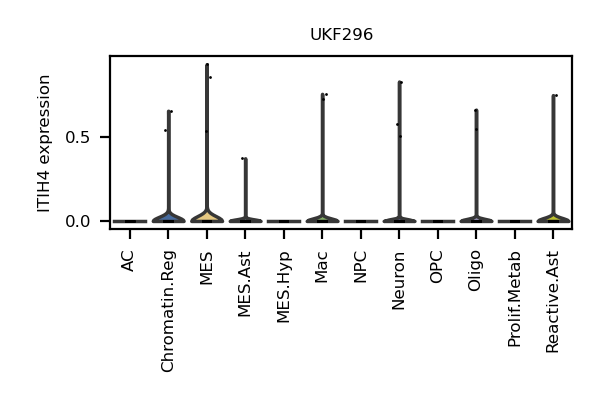 UKF296
ITIH4 expression
0.5
0.0
AC
Chromatin.Reg
MES
MES.Ast
MES.Hyp
Mac
NPC
Neuron
OPC
Oligo
Prolif.Metab
Reactive.Ast